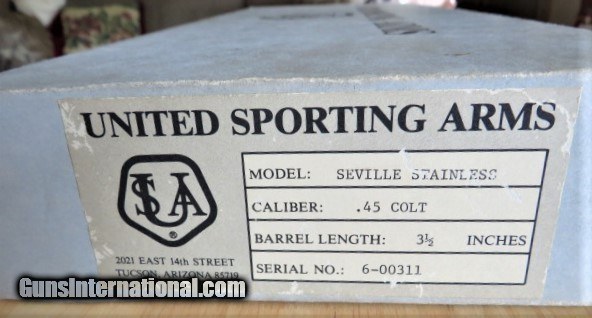 UNITED SPORTING ARMS
USA
®
2021 EAST 14th STREET
TUCSON, ARIZONA 85719
MODEL: SEVILLE STAINLESS
CALIBER: .45 COLT
BARREL LENGTH: 3½ INCHES
SERIAL NO.: 6-00311
GunsInternational.com